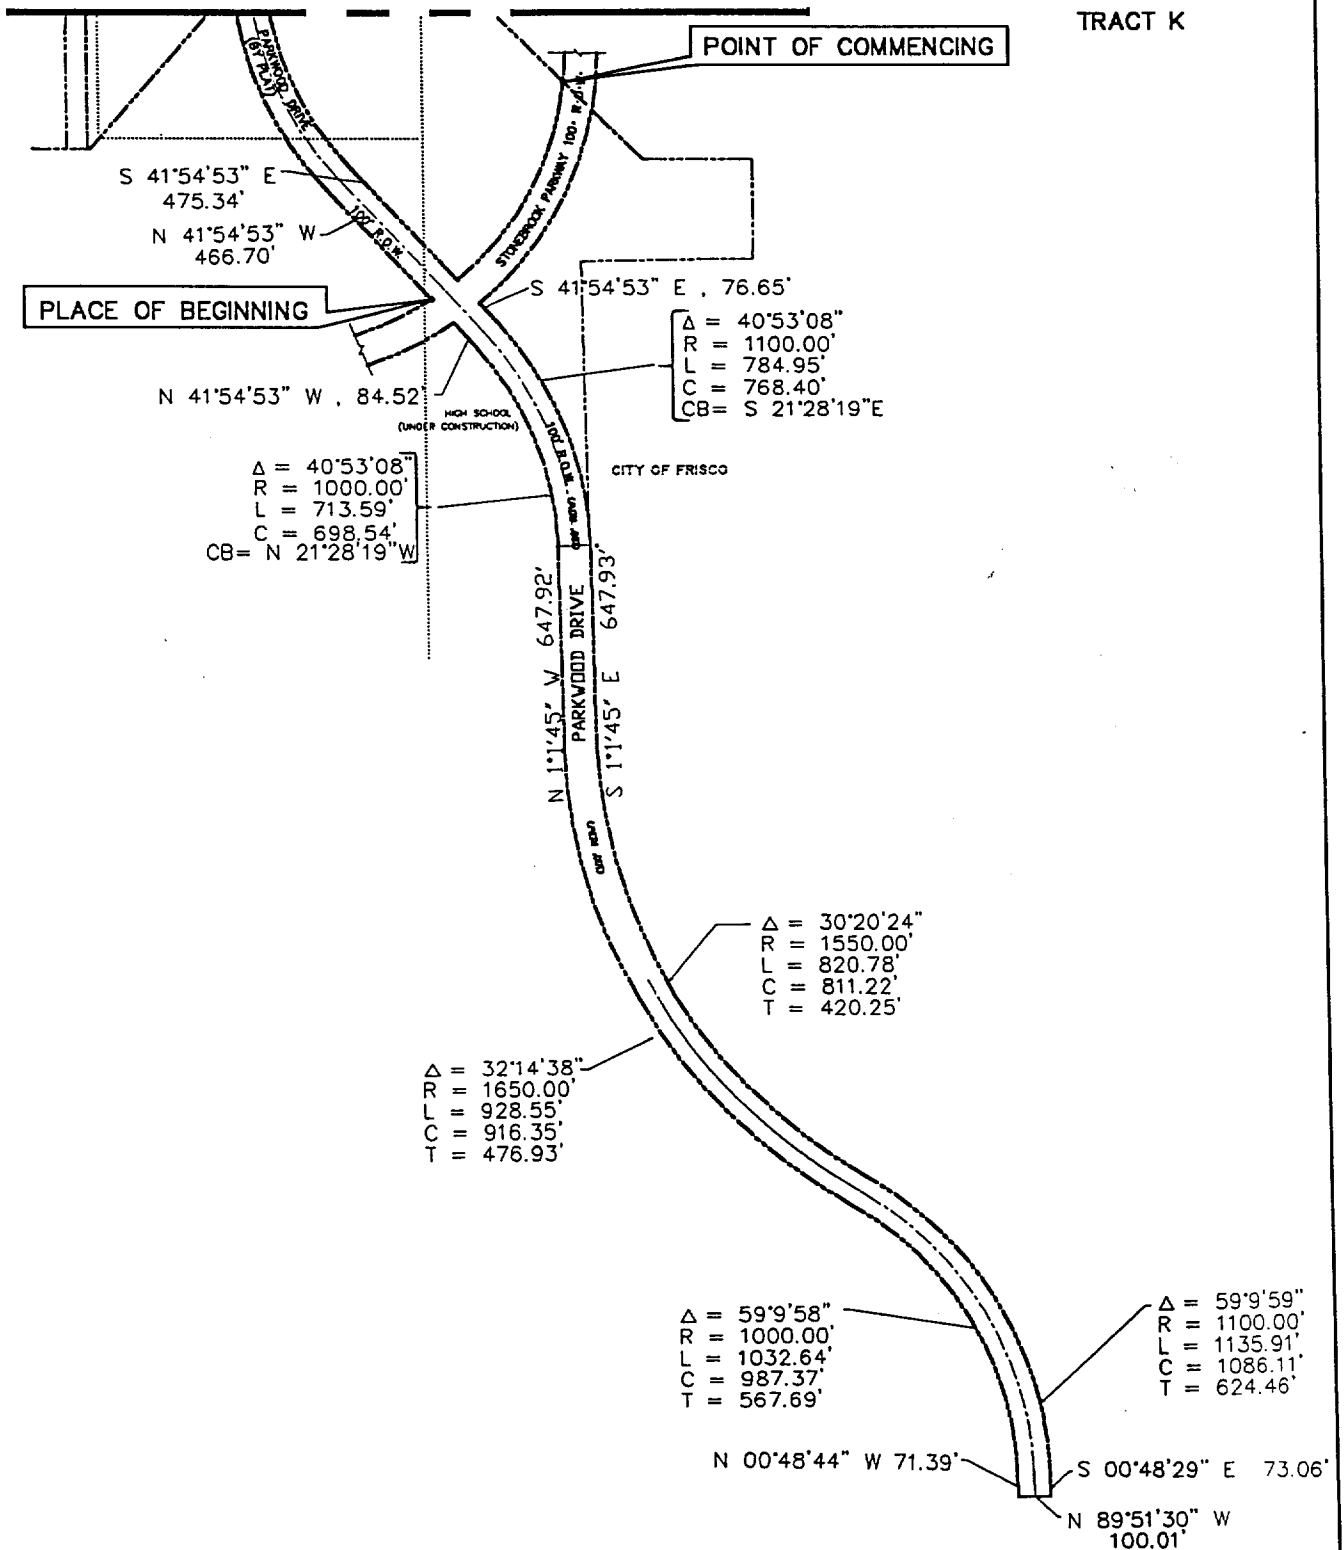 TRACT K
POINT OF COMMENCING
PARKWOOD DRIVE
(BY PLAT)
STONEBROOK PARKWAY 100' R.O.W.
S 41°54'53" E
475.34'
N 41°54'53" W
466.70'
100' R.O.W.
PLACE OF BEGINNING
S 41°54'53" E , 76.65'
Δ = 40°53'08"
R = 1100.00'
L = 784.95'
C = 768.40'
CB= S 21°28'19"E
N 41°54'53" W , 84.52'
HIGH SCHOOL
(UNDER CONSTRUCTION)
100' R.O.W.
CITY OF FRISCO
Δ = 40°53'08"
R = 1000.00'
L = 713.59'
C = 698.54'
CB= N 21°28'19"W
N 1°1'45" W 647.92'
PARKWOOD DRIVE
S 1°1'45" E 647.93'
Δ = 30°20'24"
R = 1550.00'
L = 820.78'
C = 811.22'
T = 420.25'
Δ = 32°14'38"
R = 1650.00'
L = 928.55'
C = 916.35'
T = 476.93'
Δ = 59°9'58"
R = 1000.00'
L = 1032.64'
C = 987.37'
T = 567.69'
Δ = 59°9'59"
R = 1100.00'
L = 1135.91'
C = 1086.11'
T = 624.46'
N 00°48'44" W 71.39'
S 00°48'29" E 73.06'
N 89°51'30" W
100.01'